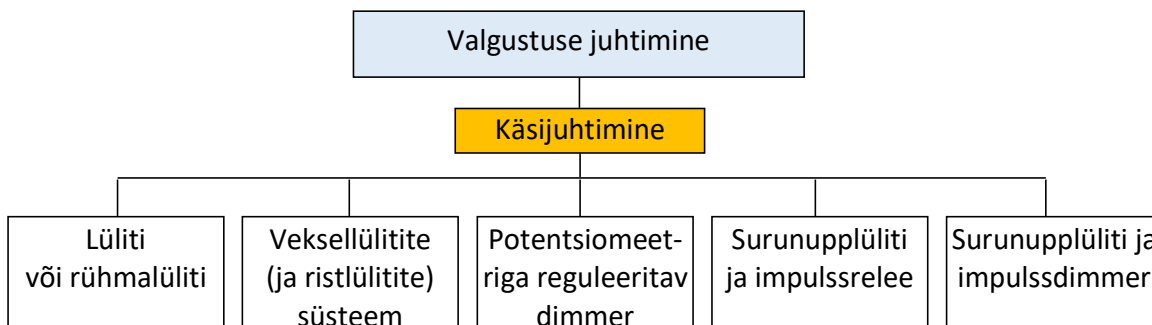 Valgustuse juhtimine
Käsijuhtimine
Lüliti
või rühmalüliti
Veksellülitite
(ja ristlülitite)
süsteem
Potentsiomeet-
riga reguleeritav
dimmer
Surunupplüliti
ja impulssrelee
Surunupplüliti ja
impulssdimmer